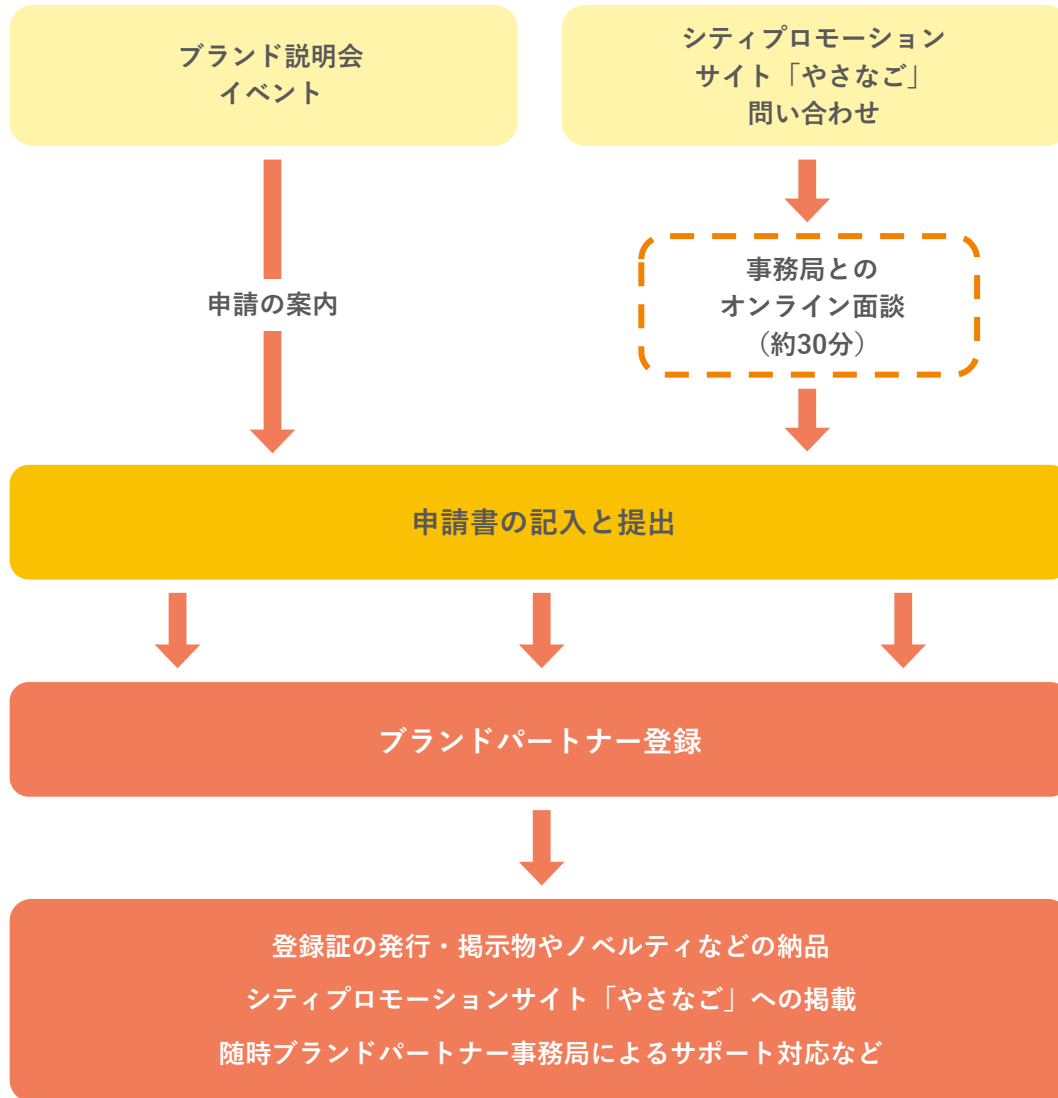 ブランド説明会
イベント
シティプロモーション
サイト「やさなご」
問い合わせ
申請の案内
事務局との
オンライン面談
（約30分）
申請書の記入と提出
ブランドパートナー登録
登録証の発行・掲示物やノベルティなどの納品
シティプロモーションサイト「やさなご」への掲載
随時ブランドパートナー事務局によるサポート対応など